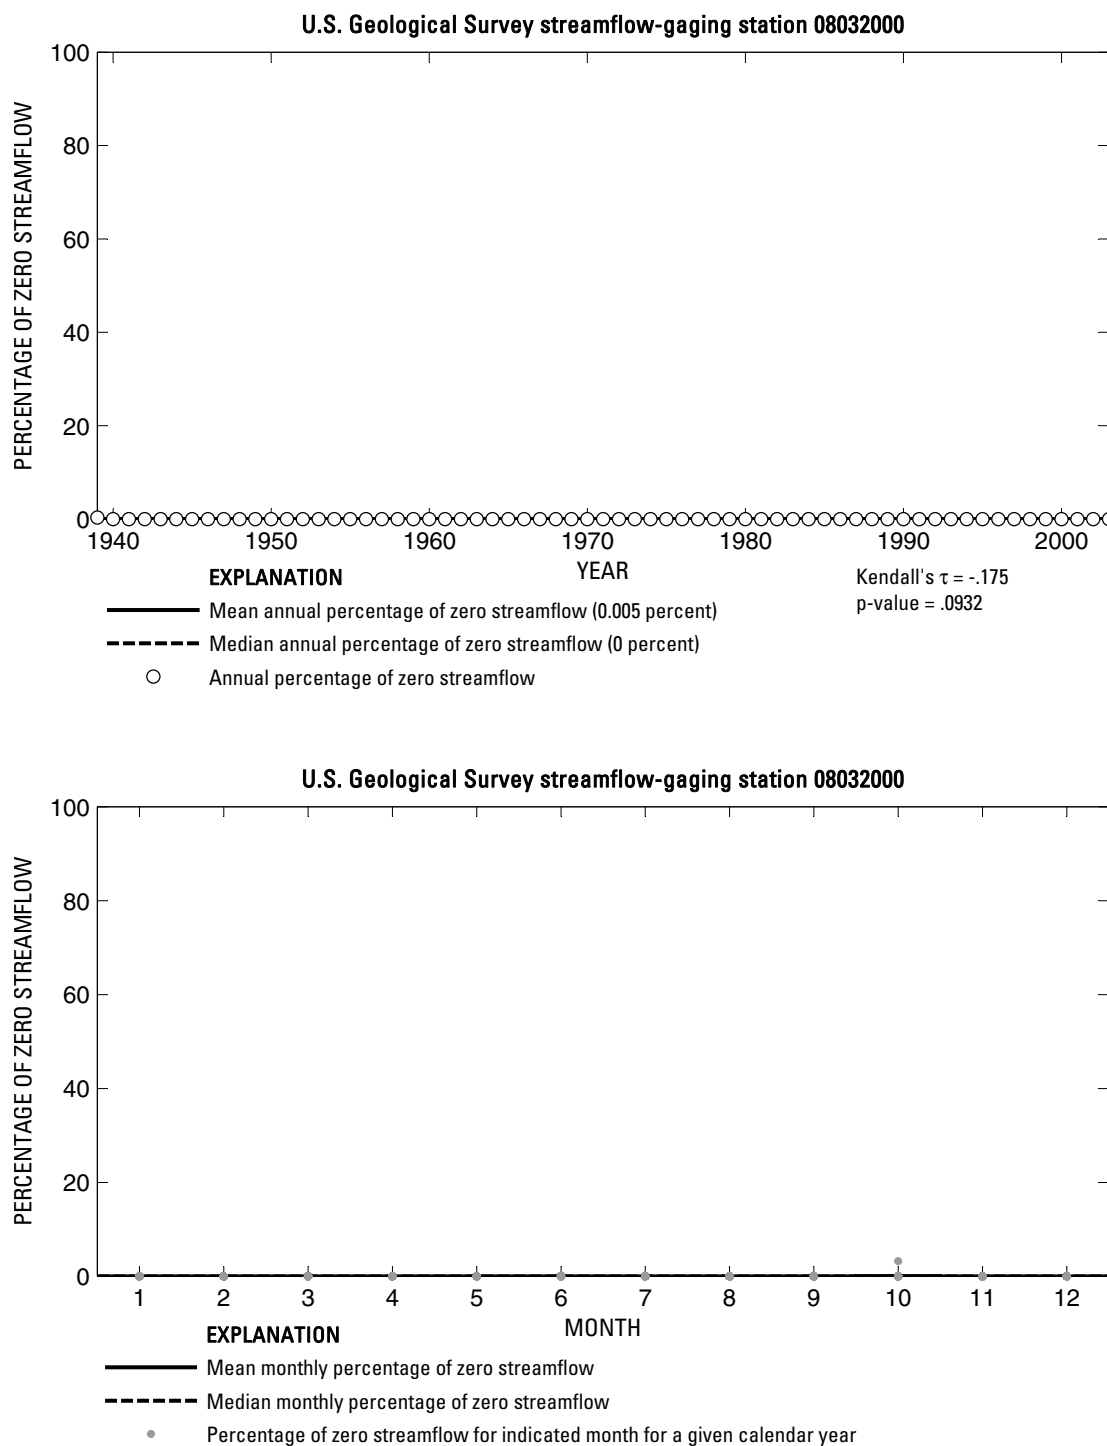 U.S. Geological Survey streamflow-gaging station 08032000
100
80
60
40
20
0
PERCENTAGE OF ZERO STREAMFLOW
1940 1950 1960 1970 1980 1990 2000
YEAR
EXPLANATION
Mean annual percentage of zero streamflow (0.005 percent)
Median annual percentage of zero streamflow (0 percent)
Annual percentage of zero streamflow
Kendall's τ = -.175
p-value = .0932
U.S. Geological Survey streamflow-gaging station 08032000
100
80
60
40
20
0
PERCENTAGE OF ZERO STREAMFLOW
1 2 3 4 5 6 7 8 9 10 11 12
MONTH
EXPLANATION
Mean monthly percentage of zero streamflow
Median monthly percentage of zero streamflow
Percentage of zero streamflow for indicated month for a given calendar year